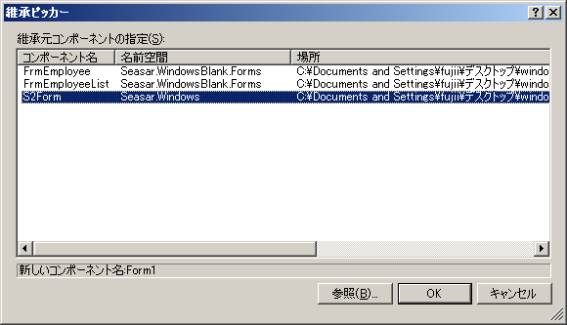 継承ピッカー
継承元コンポーネントの指定(S):
コンポーネント名 名前空間 場所
FrmEmployee Seasar.WindowsBlank.Forms C:¥Documents and Settings¥fujii¥デスクトップ¥windo
FrmEmployeeList Seasar.WindowsBlank.Forms C:¥Documents and Settings¥fujii¥デスクトップ¥windo
S2Form Seasar.Windows C:¥Documents and Settings¥fujii¥デスクトップ¥windo
新しいコンポーネント名:Form1
参照(B)... OK キャンセル